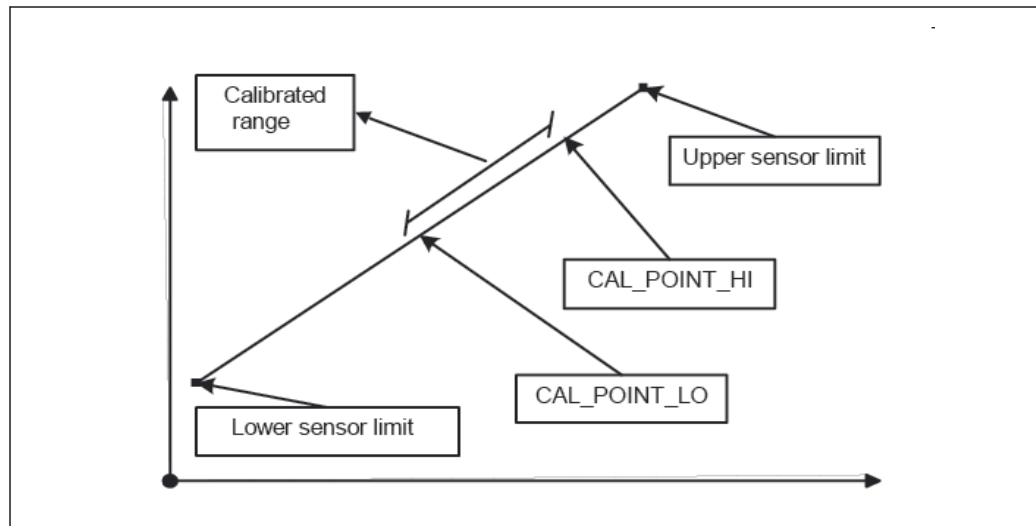 Calibrated
range
Upper sensor limit
CAL_POINT_HI
CAL_POINT_LO
Lower sensor limit